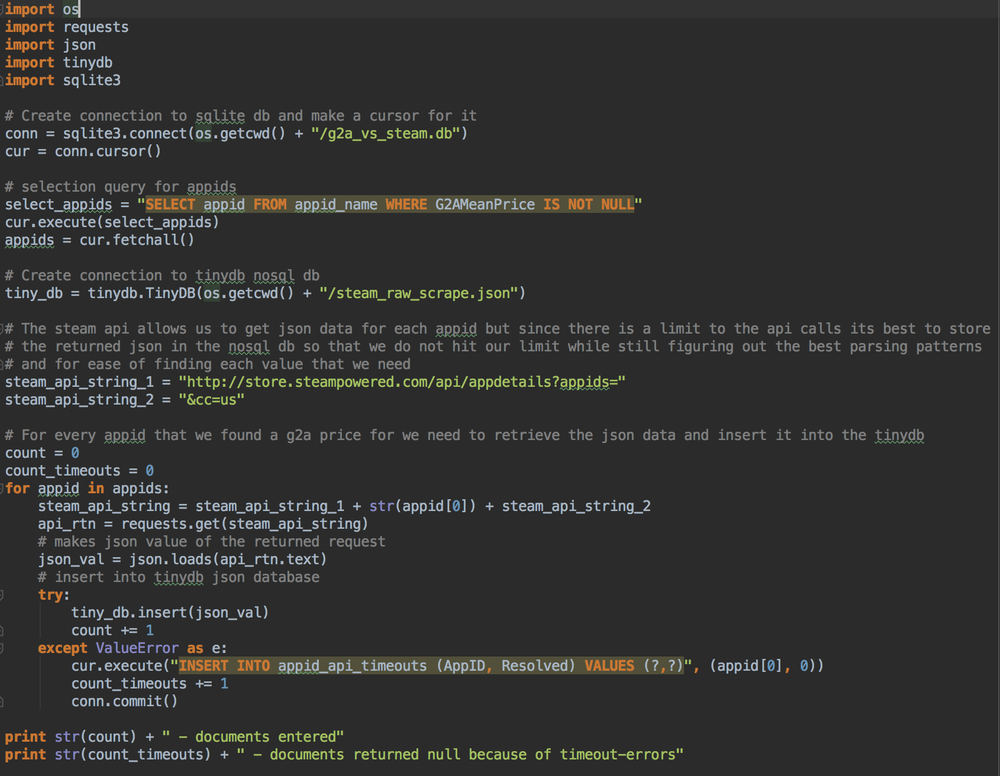 import os
import requests
import json
import tinydb
import sqlite3
# Create connection to sqlite db and make a cursor for it
conn = sqlite3.connect(os.getcwd() + "/g2a_vs_steam.db")
cur = conn.cursor()
# selection query for appids
select_appids = "SELECT appid FROM appid_name WHERE G2AMeanPrice IS NOT NULL"
cur.execute(select_appids)
appids = cur.fetchall()
# Create connection to tinydb nosql db
tiny_db = tinydb.TinyDB(os.getcwd() + "/steam_raw_scrape.json")
# The steam api allows us to get json data for each appid but since there is a limit to the api calls its best to store
# the returned json in the nosql db so that we do not hit our limit while still figuring out the best parsing patterns
# and for ease of finding each value that we need
steam_api_string_1 = "http://store.steampowered.com/api/appdetails?appids="
steam_api_string_2 = "&cc=us"
# For every appid that we found a g2a price for we need to retrieve the json data and insert it into the tinydb
count = 0
count_timeouts = 0
for appid in appids:
    steam_api_string = steam_api_string_1 + str(appid[0]) + steam_api_string_2
    api_rtn = requests.get(steam_api_string)
    # makes json value of the returned request
    json_val = json.loads(api_rtn.text)
    # insert into tinydb json database
    try:
        tiny_db.insert(json_val)
        count += 1
    except ValueError as e:
        cur.execute("INSERT INTO appid_api_timeouts (AppID, Resolved) VALUES (?,?)", (appid[0], 0))
        count_timeouts += 1
        conn.commit()
print str(count) + " - documents entered"
print str(count_timeouts) + " - documents returned null because of timeout-errors"